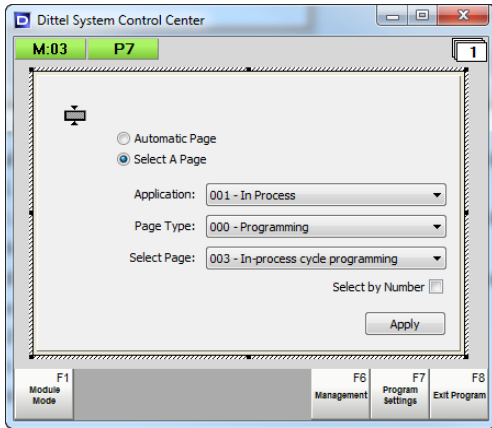 Dittel System Control Center
M:03 P7 1
Automatic Page
Select A Page
Application: 001 - In Process
Page Type: 000 - Programming
Select Page: 003 - In-process cycle programming
Select by Number
Apply
F1 F6 F7 F8
Module Mode Management Program Settings Exit Program